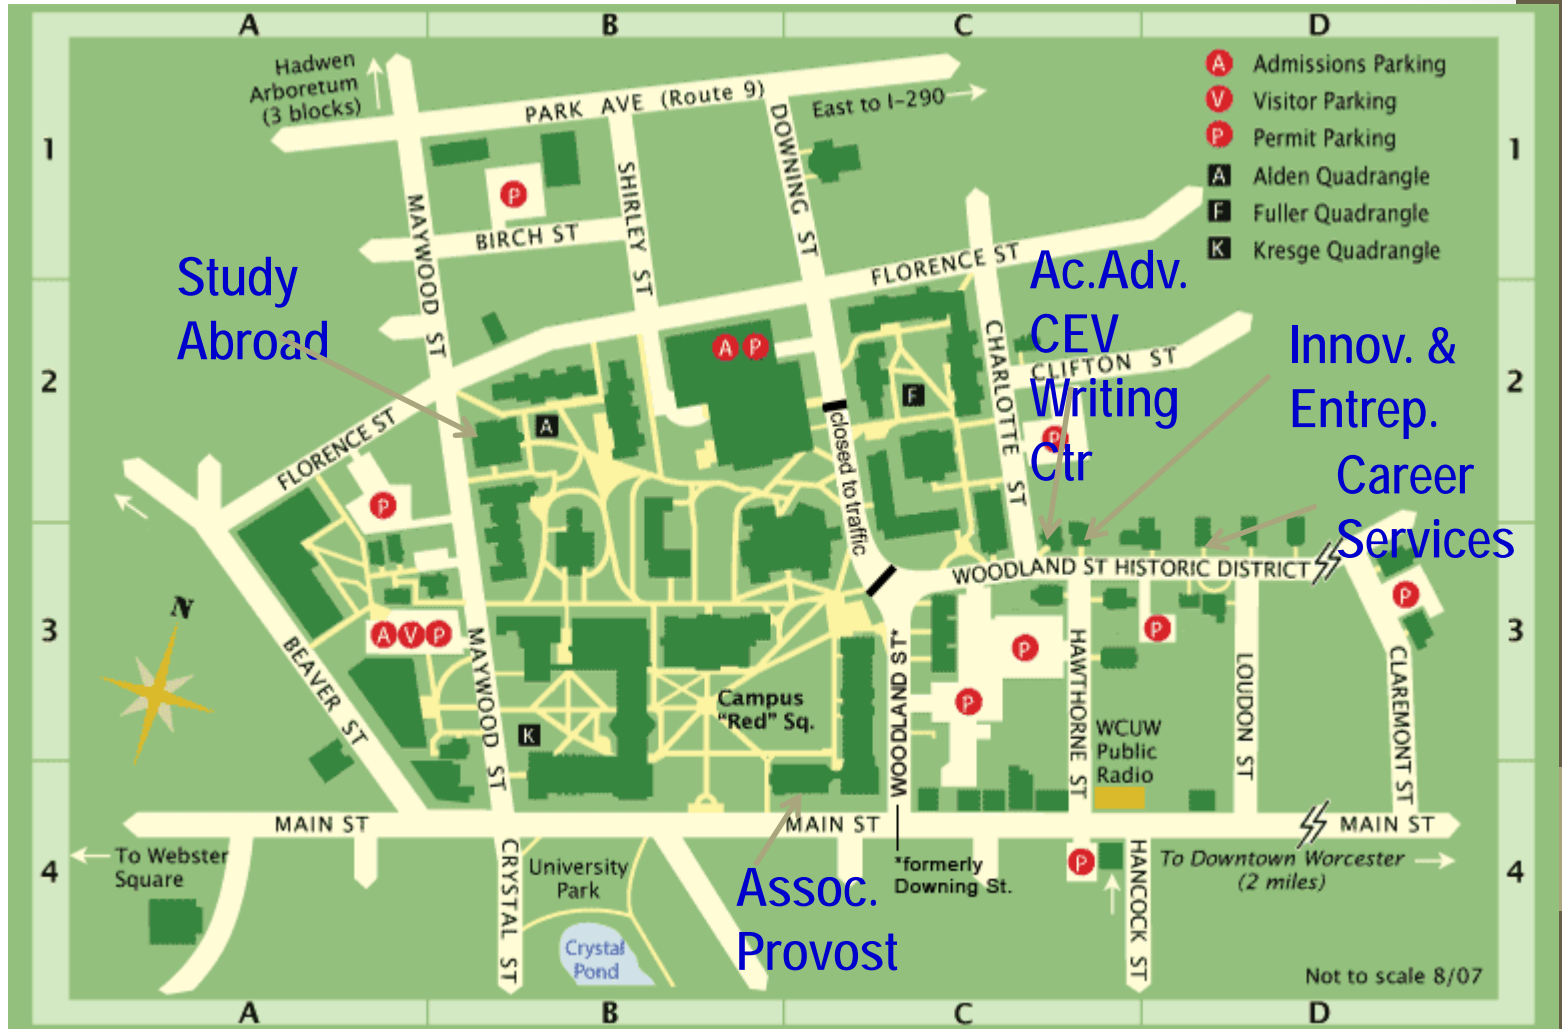 A
B
C
D
Hadwen
Arboretum
(3 blocks)
PARK AVE (Route 9)
East to I-290
A Admissions Parking
V Visitor Parking
P Permit Parking
A Alden Quadrangle
F Fuller Quadrangle
K Kresge Quadrangle
1
1
P
MAYWOOD ST
SHIRLEY ST
DOWNING ST
BIRCH ST
FLORENCE ST
Study
Abroad
Ac.Adv.
CEV
Writing
Ctr
Innov. &
Entrep.
Career
Services
2
2
A P
CHARLOTTE ST
CLIFTON ST
F
A
P
closed to traffic
FLORENCE ST
P
WOODLAND ST HISTORIC DISTRICT
N
3
3
A V P
P
P
P
P
BEAVER ST
MAYWOOD ST
Campus
"Red" Sq.
K
WOODLAND ST*
HAWTHORNE ST
LOUDON ST
CLAREMONT ST
WCUW
Public
Radio
MAIN ST
MAIN ST
MAIN ST
To Webster
Square
4
4
CRYSTAL ST
University
Park
Crystal
Pond
Assoc.
Provost
*formerly
Downing St.
P
HANCOCK ST
To Downtown Worcester
(2 miles)
Not to scale 8/07
A
B
C
D